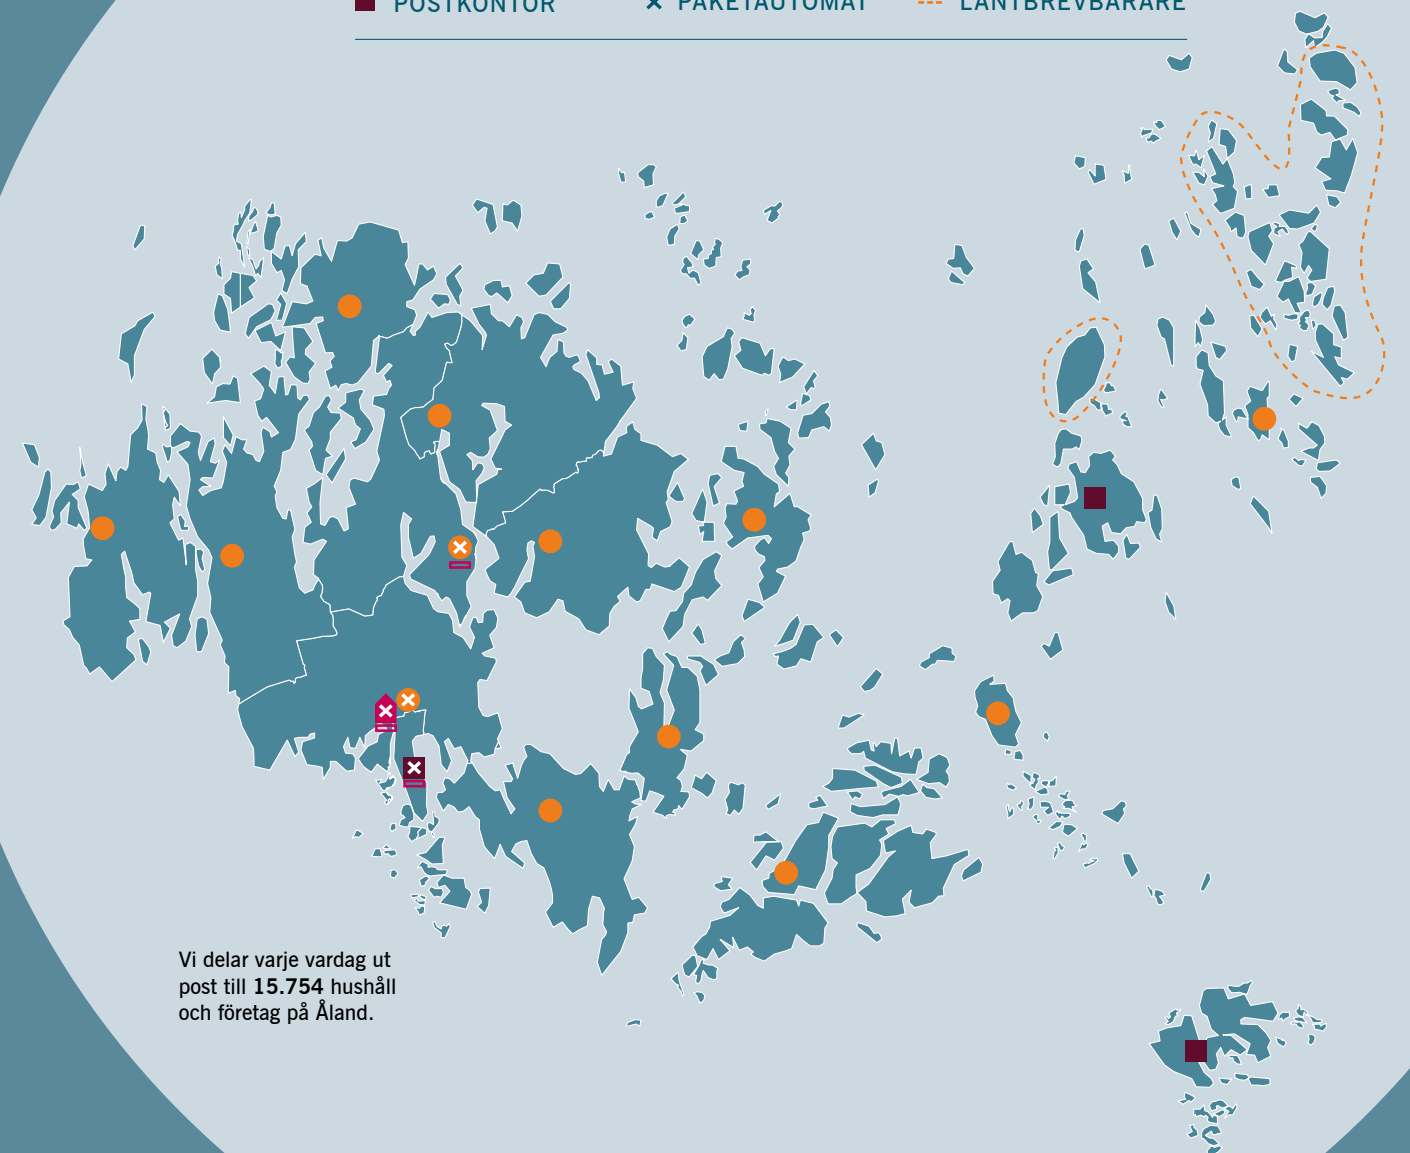 POSTKONTOR
PAKETAUTOMAT
LANTBREVBÄRARE
Vi delar varje vardag ut
post till 15.754 hushåll
och företag på Åland.